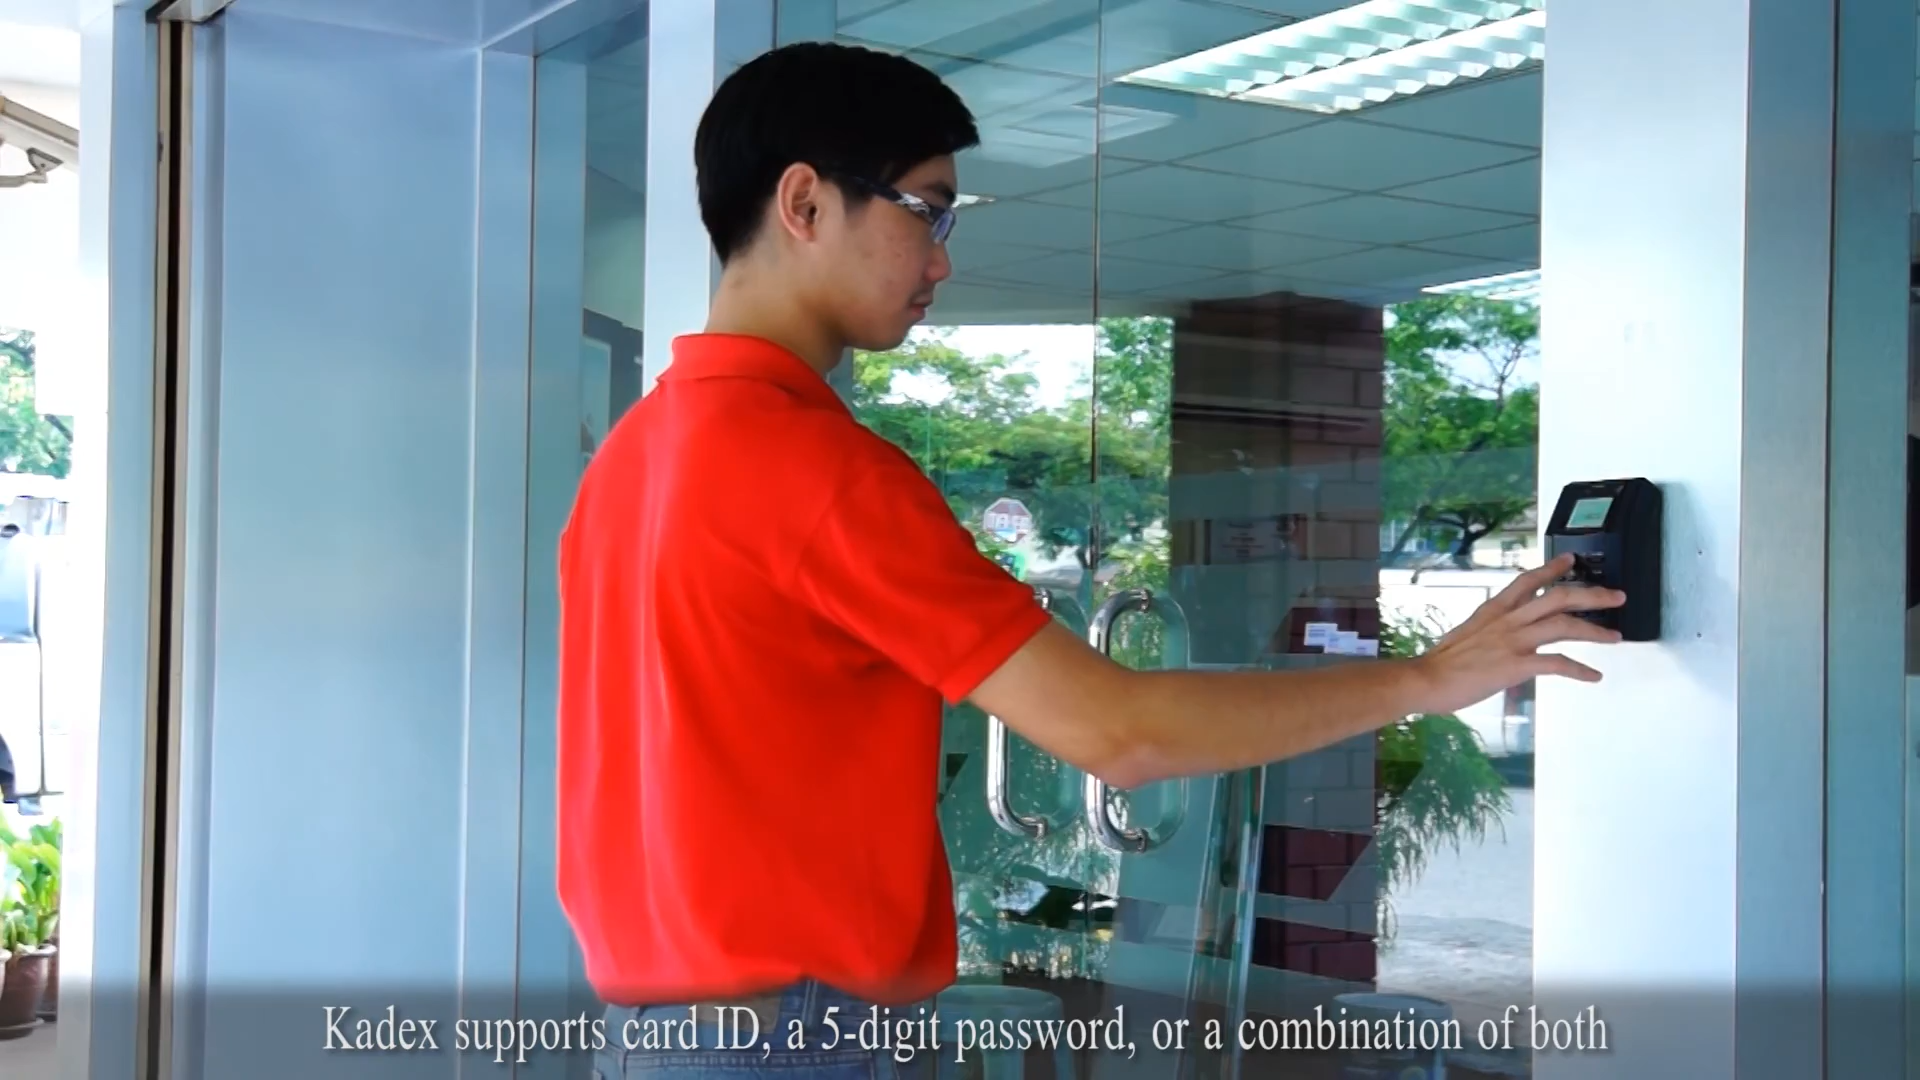 Kadex supports card ID, a 5-digit password, or a combination of both